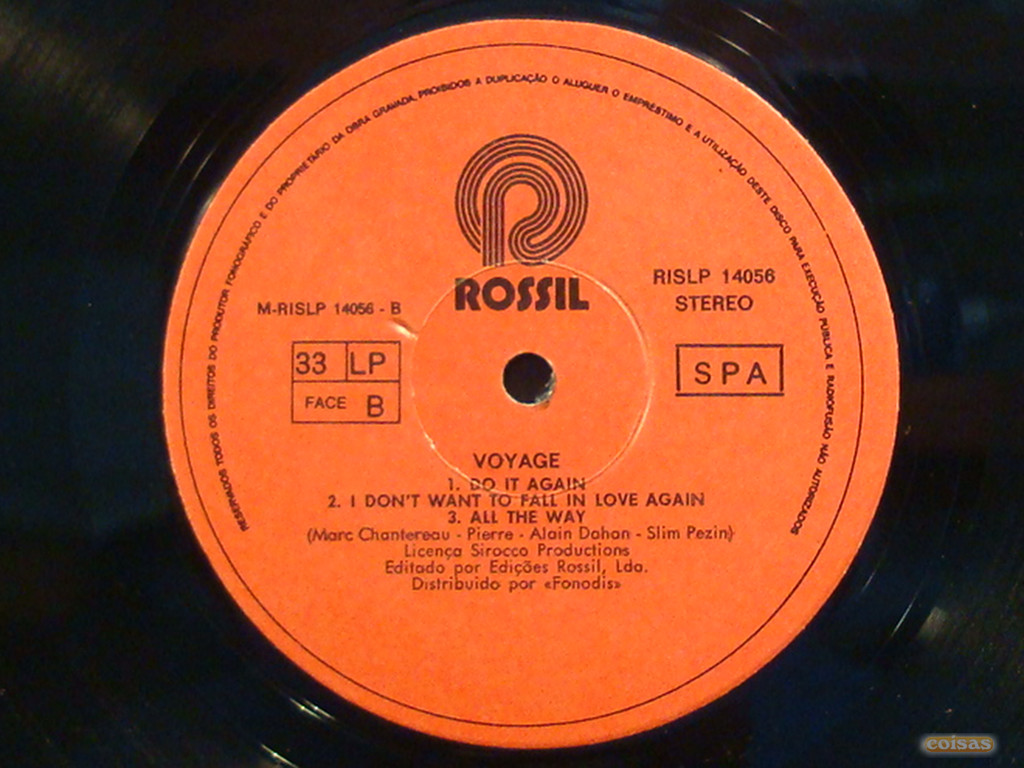 RESERVADOS TODOS OS DIREITOS DO PRODUTOR FONOGRÁFICO E DO PROPRIETÁRIO DA OBRA GRAVADA, PROIBIDOS A DUPLICAÇÃO O ALUGUER O EMPRÉSTIMO E A UTILIZAÇÃO DESTE DISCO PARA EXECUÇÃO PÚBLICA E RADIOFUSÃO NÃO AUTORIZADOS
ROSSIL
M-RISLP 14056 - B
RISLP 14056
STEREO
33 LP
FACE B
SPA
VOYAGE
1. DO IT AGAIN
2. I DON'T WANT TO FALL IN LOVE AGAIN
3. ALL THE WAY
(Marc Chantereau - Pierre - Alain Dahan - Slim Pezin)
Licença Sirocco Productions
Editado por Edições Rossil, Lda.
Distribuido por «Fonodis»
coisas